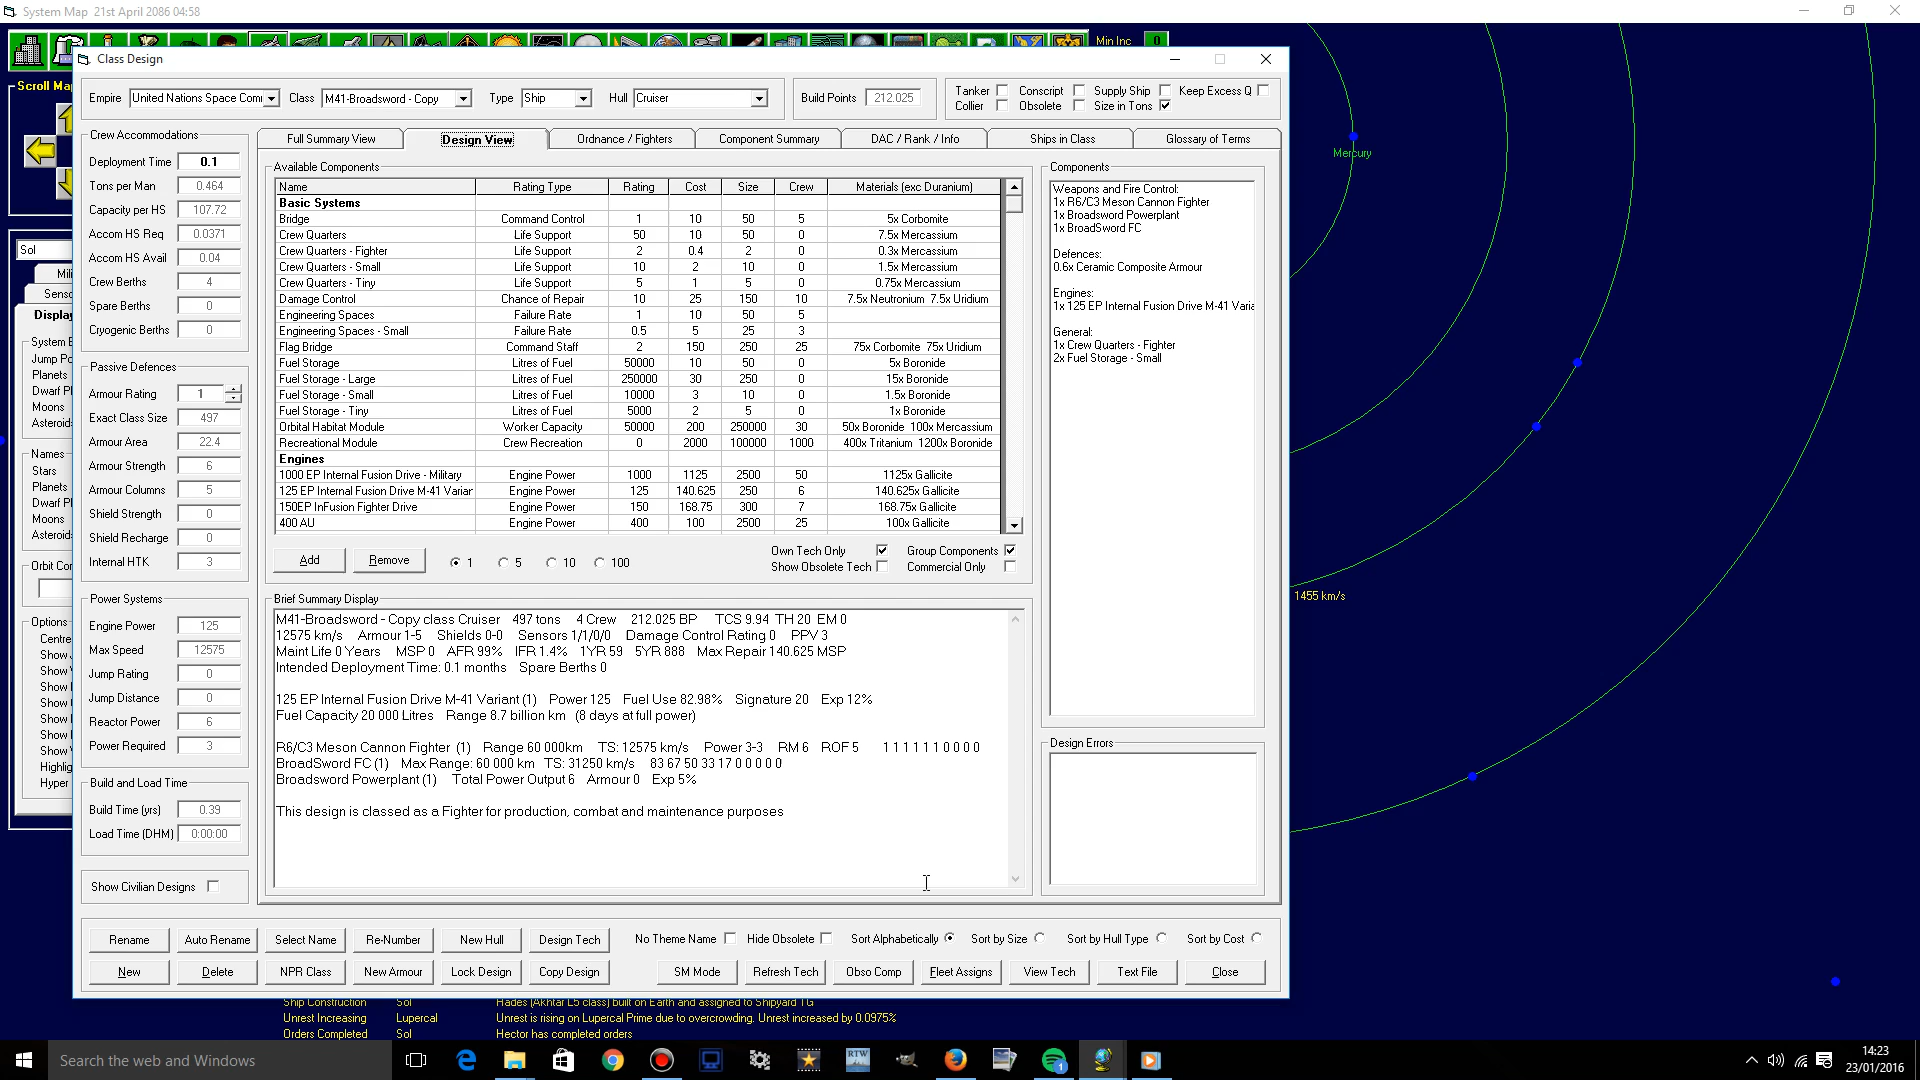 System Map  21st April 2086 04:58
Min Inc 0
Scroll Map
Class Design
Empire United Nations Space Comm Class M41-Broadsword - Copy Type Ship Hull Cruiser Build Points 212.025
Tanker Conscript Supply Ship Keep Excess Q
Collier Obsolete Size in Tons
Full Summary View Design View Ordnance / Fighters Component Summary DAC / Rank / Info Ships in Class Glossary of Terms
Crew Accommodations
Deployment Time 0.1
Tons per Man 0.464
Capacity per HS 107.72
Accom HS Req 0.0371
Accom HS Avail 0.04
Crew Berths 4
Spare Berths 0
Cryogenic Berths 0
Passive Defences
Armour Rating 1
Exact Class Size 497
Armour Area 22.4
Armour Strength 6
Armour Columns 5
Shield Strength 0
Shield Recharge 0
Internal HTK 3
Power Systems
Engine Power 125
Max Speed 12575
Jump Rating 0
Jump Distance 0
Reactor Power 6
Power Required 3
Build and Load Time
Build Time (yrs) 0.39
Load Time (DHM) 0:00:00
Show Civilian Designs
Available Components
Name Rating Type Rating Cost Size Crew Materials (exc Duranium)
Basic Systems
Bridge Command Control 1 10 50 5 5x Corbomite
Crew Quarters Life Support 50 10 50 0 7.5x Mercassium
Crew Quarters - Fighter Life Support 2 0.4 2 0 0.3x Mercassium
Crew Quarters - Small Life Support 10 2 10 0 1.5x Mercassium
Crew Quarters - Tiny Life Support 5 1 5 0 0.75x Mercassium
Damage Control Chance of Repair 10 25 150 10 7.5x Neutronium  7.5x Uridium
Engineering Spaces Failure Rate 1 10 50 5
Engineering Spaces - Small Failure Rate 0.5 5 25 3
Flag Bridge Command Staff 2 150 250 25 75x Corbomite  75x Uridium
Fuel Storage Litres of Fuel 50000 10 50 0 5x Boronide
Fuel Storage - Large Litres of Fuel 250000 30 250 0 15x Boronide
Fuel Storage - Small Litres of Fuel 10000 3 10 0 1.5x Boronide
Fuel Storage - Tiny Litres of Fuel 5000 2 5 0 1x Boronide
Orbital Habitat Module Worker Capacity 50000 200 250000 30 50x Boronide  100x Mercassium
Recreational Module Crew Recreation 0 2000 100000 1000 400x Tritanium  1200x Boronide
Engines
1000 EP Internal Fusion Drive - Military Engine Power 1000 1125 2500 50 1125x Gallicite
125 EP Internal Fusion Drive M-41 Varian Engine Power 125 140.625 250 6 140.625x Gallicite
150EP InFusion Fighter Drive Engine Power 150 168.75 300 7 168.75x Gallicite
400 AU Engine Power 400 100 2500 25 100x Gallicite
Add Remove 1 5 10 100
Own Tech Only Group Components
Show Obsolete Tech Commercial Only
Brief Summary Display
M41-Broadsword - Copy class Cruiser    497 tons    4 Crew    212.025 BP    TCS 9.94  TH 20  EM 0
12575 km/s    Armour 1-5    Shields 0-0    Sensors 1/1/0/0    Damage Control Rating 0    PPV 3
Maint Life 0 Years    MSP 0    AFR 99%    IFR 1.4%    1YR 59    5YR 888    Max Repair 140.625 MSP
Intended Deployment Time: 0.1 months    Spare Berths 0
125 EP Internal Fusion Drive M-41 Variant (1)    Power 125    Fuel Use 82.98%    Signature 20    Exp 12%
Fuel Capacity 20 000 Litres    Range 8.7 billion km   (8 days at full power)
R6/C3 Meson Cannon Fighter (1)    Range 60 000km    TS: 12575 km/s    Power 3-3    RM 6    ROF 5    1 1 1 1 1 1 0 0 0 0
BroadSword FC (1)    Max Range: 60 000 km   TS: 31250 km/s    83 67 50 33 17 0 0 0 0 0
Broadsword Powerplant (1)    Total Power Output 6    Armour 0    Exp 5%
This design is classed as a Fighter for production, combat and maintenance purposes
Components
Weapons and Fire Control:
1x R6/C3 Meson Cannon Fighter
1x Broadsword Powerplant
1x BroadSword FC
Defences:
0.6x Ceramic Composite Armour
Engines:
1x 125 EP Internal Fusion Drive M-41 Varia
General:
1x Crew Quarters - Fighter
2x Fuel Storage - Small
Design Errors
Rename Auto Rename Select Name Re-Number New Hull Design Tech No Theme Name Hide Obsolete Sort Alphabetically Sort by Size Sort by Hull Type Sort by Cost
New Delete NPR Class New Armour Lock Design Copy Design SM Mode Refresh Tech Obso Comp Fleet Assigns View Tech Text File Close
Sol
Mili
Senso
Display
System B
Jump Po
Planets
Dwarf Pl
Moons
Asteroids
Names
Stars
Planets
Dwarf Pl
Moons
Asteroids
Orbit Con
Options
Centre
Show
Show
Show
Show
Show
Show
Show
Highlig
Hyper
Mercury
1455 km/s
Ship Construction Sol Hades (Akhtar L5 class) built on Earth and assigned to Shipyard TG
Unrest Increasing Lupercal Unrest is rising on Lupercal Prime due to overcrowding. Unrest increased by 0.0975%
Orders Completed Sol Hector has completed orders
Search the web and Windows
RTW
1
14:23
23/01/2016